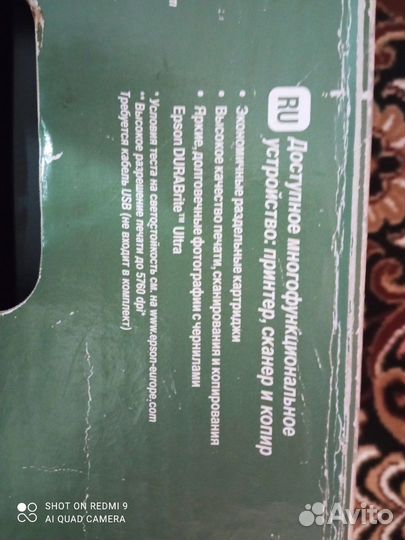 RU Доступное многофункциональное
устройство: принтер, сканер и копир
• Экономичные раздельные картриджи
• Высокое качество печати, сканирования и копирования
• Яркие, долговечные фотографии с чернилами
Epson DURABrite™ Ultra
* Условия теста на светостойкость см. на www.epson-europe.com
** Высокое разрешение печати до 5760 dpi*
Требуется кабель USB (не входит в комплект)
SHOT ON REDMI 9
AI QUAD CAMERA
Avito